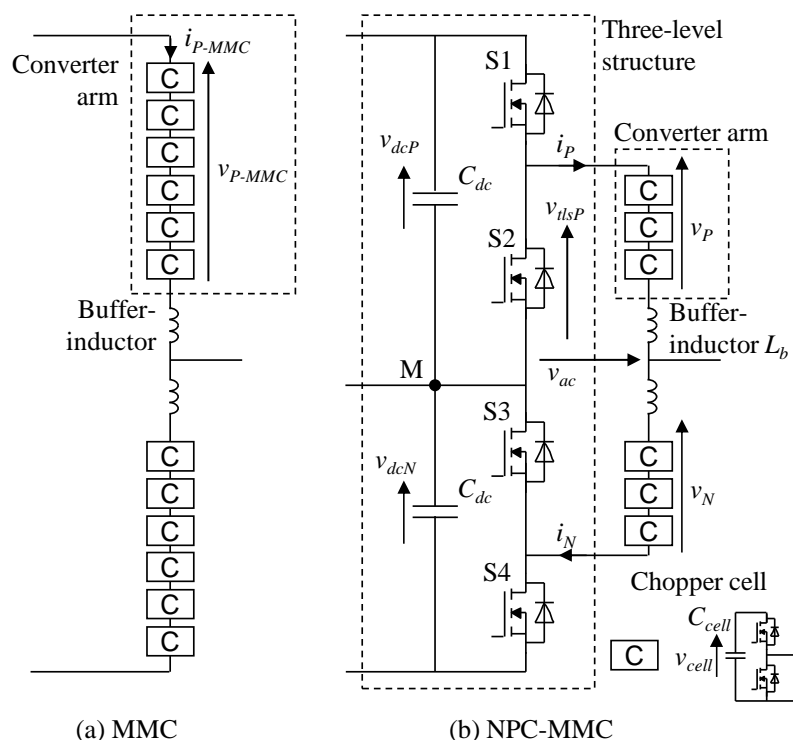 i_{P-MMC}
Converter
arm
C
C
C
C
C
C
v_{P-MMC}
Buffer-
inductor
C
C
C
C
C
C
(a) MMC
Three-level
structure
S1
v_{dcP}
C_{dc}
i_P
v_{tlsP}
S2
Converter arm
C
C
C
v_P
Buffer-
inductor L_b
M
v_{ac}
S3
v_{dcN}
C_{dc}
C
C
C
v_N
i_N
S4
Chopper cell
C
C_{cell}
v_{cell}
(b) NPC-MMC